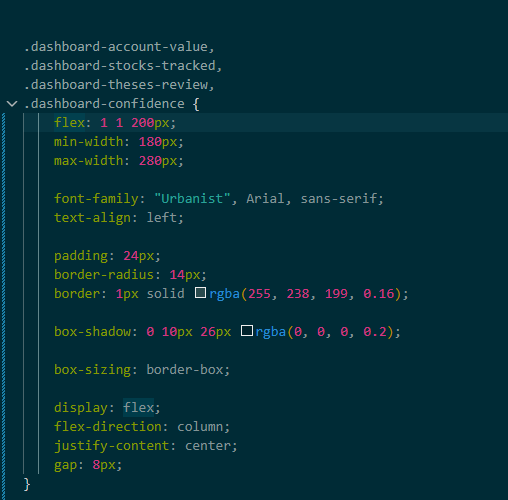 .dashboard-account-value,
.dashboard-stocks-tracked,
.dashboard-theses-review,
.dashboard-confidence {
flex: 1 1 200px;
min-width: 180px;
max-width: 280px;
font-family: "Urbanist", Arial, sans-serif;
text-align: left;
padding: 24px;
border-radius: 14px;
border: 1px solid rgba(255, 238, 199, 0.16);
box-shadow: 0 10px 26px rgba(0, 0, 0, 0.2);
box-sizing: border-box;
display: flex;
flex-direction: column;
justify-content: center;
gap: 8px;
}